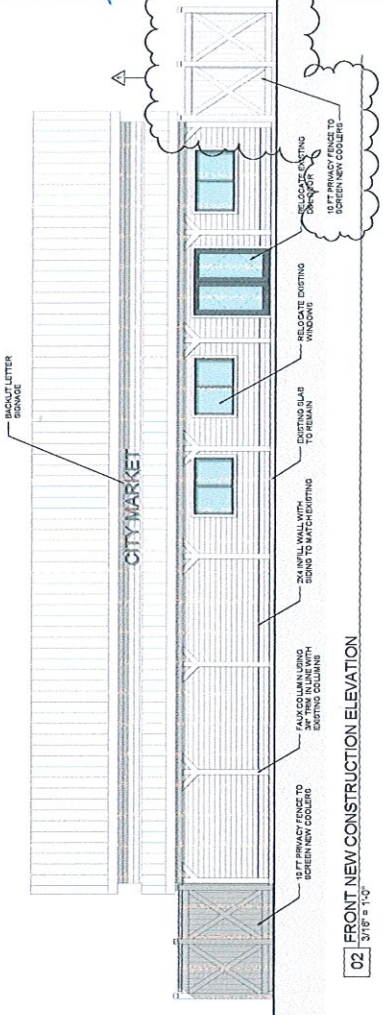 BACKLIT LETTER
SIGNAGE
CITY MARKET
10 FT PRIVACY FENCE TO
SCREEN NEW COOLERS
FAUX COLUMN USING
3/4" TRIM IN LINE WITH
EXISTING COLUMNS
2X4 INFILL WALL WITH
SIDING TO MATCH EXISTING
EXISTING SLAB
TO REMAIN
RELOCATE EXISTING
WINDOWS
RELOCATE EXISTING
DOOR
10 FT PRIVACY FENCE TO
SCREEN NEW COOLERS
02 FRONT NEW CONSTRUCTION ELEVATION
3/16" = 1'-0"